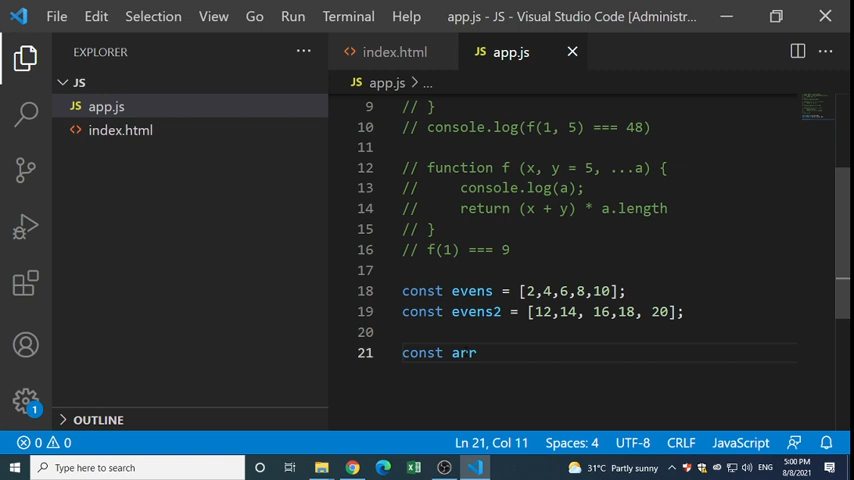 File Edit Selection View Go Run Terminal Help app.js - JS - Visual Studio Code [Administr...
EXPLORER ...
<> index.html JS app.js
JS
JS app.js > ...
JS app.js
<> index.html
9 // }
10 // console.log(f(1, 5) === 48)
11
12 // function f (x, y = 5, ...a) {
13 // console.log(a);
14 // return (x + y) * a.length
15 // }
16 // f(1) === 9
17
18 const evens = [2,4,6,8,10];
19 const evens2 = [12,14, 16,18, 20];
20
21 const arr
1
OUTLINE
0 0 Ln 21, Col 11 Spaces: 4 UTF-8 CRLF JavaScript
Type here to search 31°C Partly sunny ENG 5:00 PM
8/8/2021